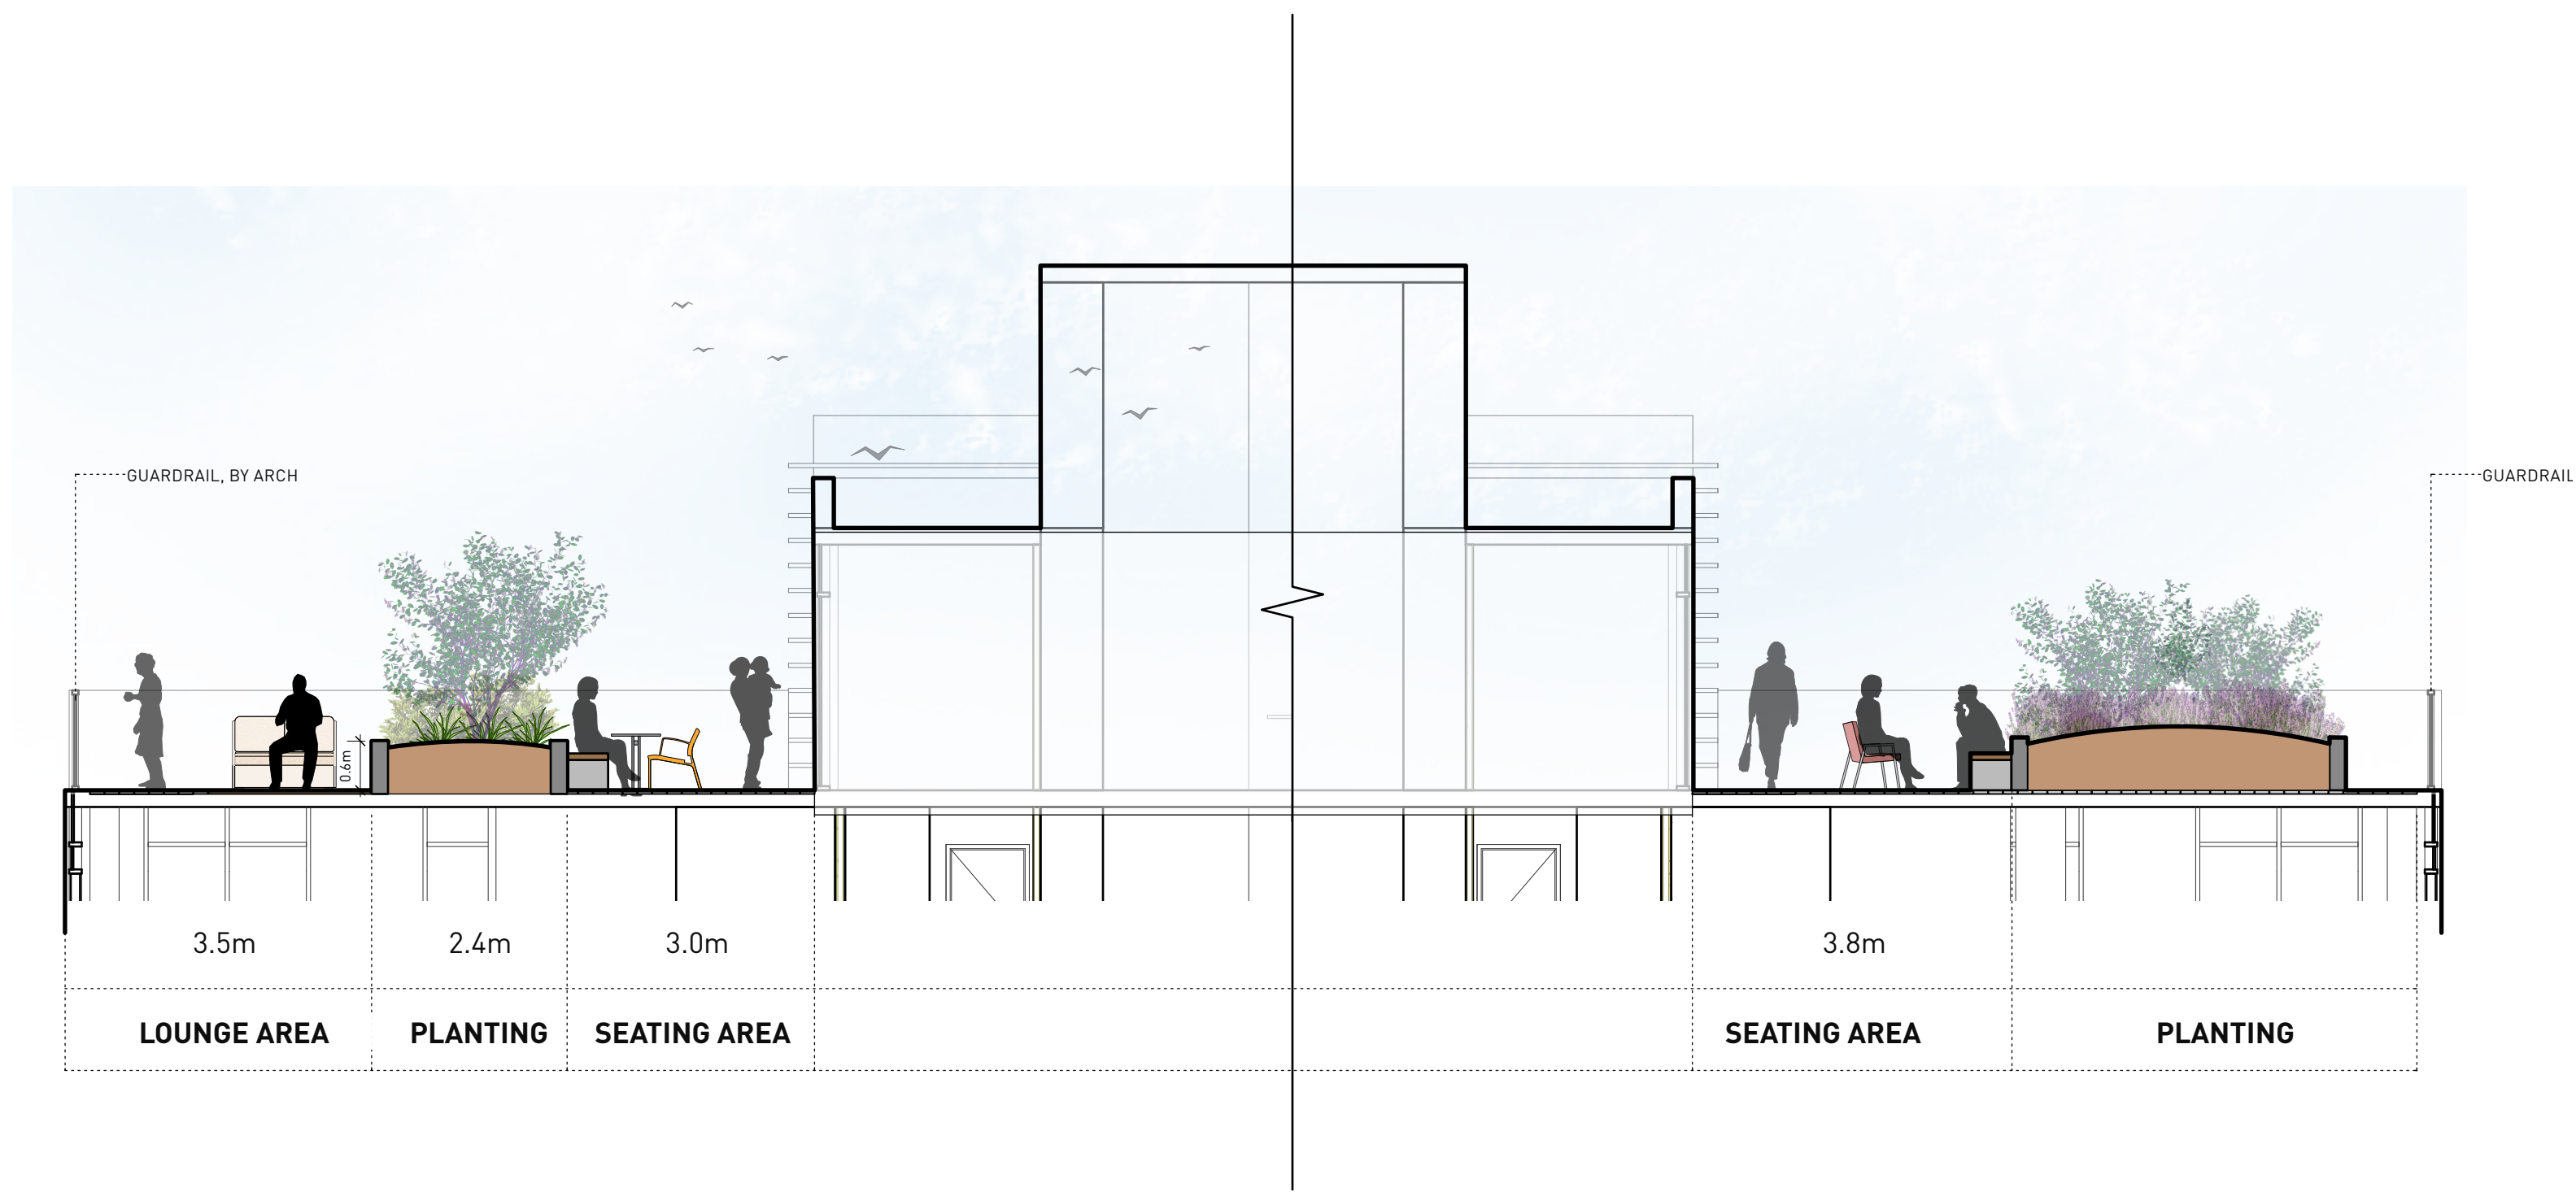 GUARDRAIL, BY ARCH
GUARDRAIL
0.6m
3.5m
2.4m
3.0m
3.8m
LOUNGE AREA
PLANTING
SEATING AREA
SEATING AREA
PLANTING